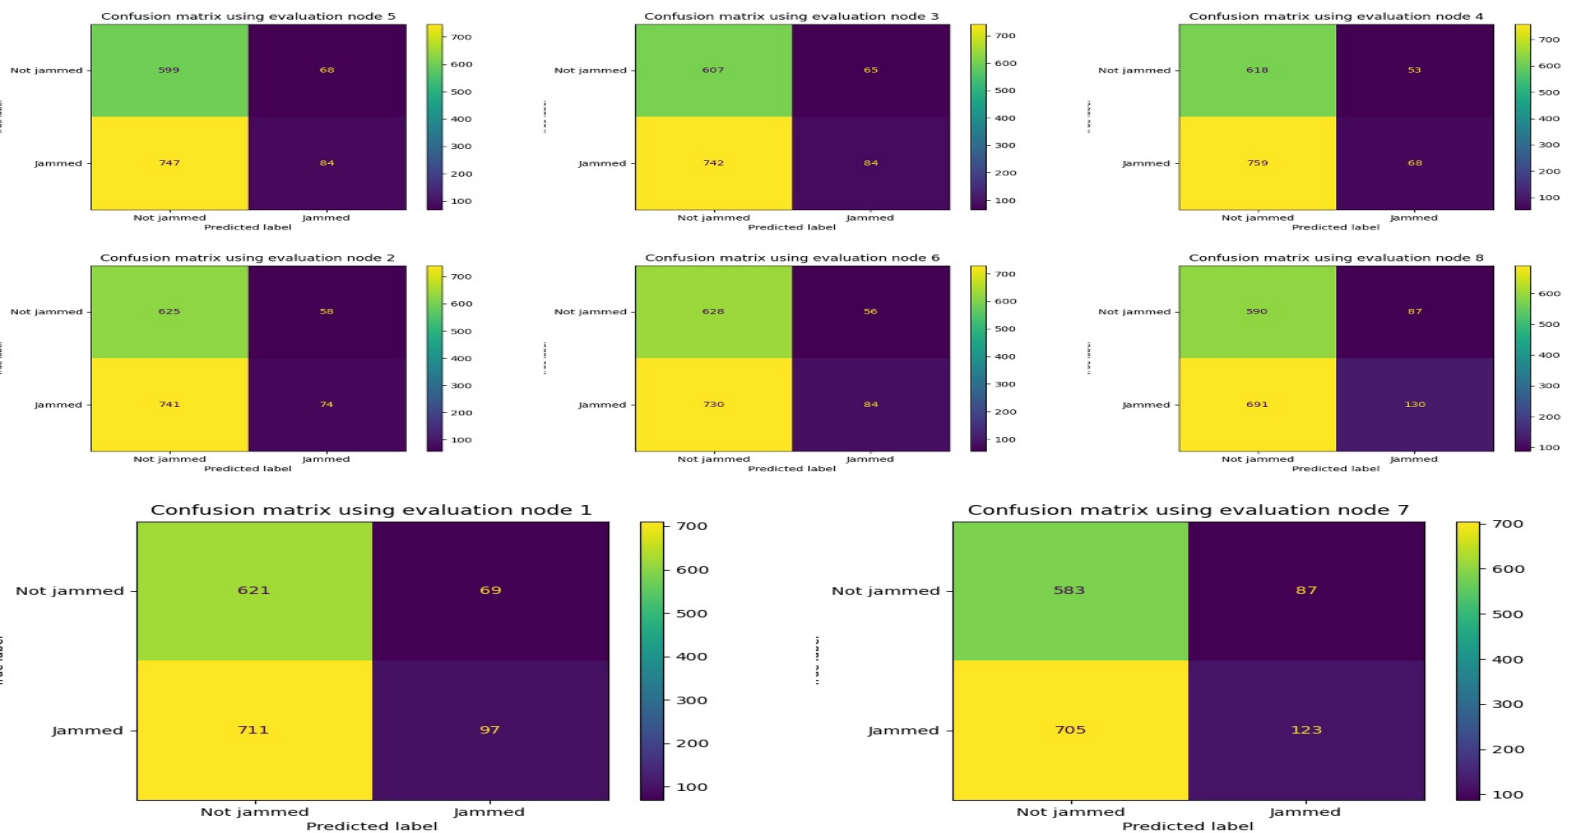 Confusion matrix using evaluation node 5
Not jammed
599
68
Jammed
747
84
Not jammed
Jammed
Predicted label
700
600
500
400
300
200
100
Confusion matrix using evaluation node 3
Not jammed
607
65
Jammed
742
84
Not jammed
Jammed
Predicted label
700
600
500
400
300
200
100
Confusion matrix using evaluation node 4
Not jammed
618
53
Jammed
759
68
Not jammed
Jammed
Predicted label
700
600
500
400
300
200
100
Confusion matrix using evaluation node 2
Not jammed
625
58
Jammed
741
74
Not jammed
Jammed
Predicted label
700
600
500
400
300
200
100
Confusion matrix using evaluation node 6
Not jammed
628
56
Jammed
730
84
Not jammed
Jammed
Predicted label
700
600
500
400
300
200
100
Confusion matrix using evaluation node 8
Not jammed
590
87
Jammed
691
130
Not jammed
Jammed
Predicted label
600
500
400
300
200
100
Confusion matrix using evaluation node 1
Not jammed
621
69
Jammed
711
97
Not jammed
Jammed
Predicted label
700
600
500
400
300
200
100
Confusion matrix using evaluation node 7
Not jammed
583
87
Jammed
705
123
Not jammed
Jammed
Predicted label
700
600
500
400
300
200
100